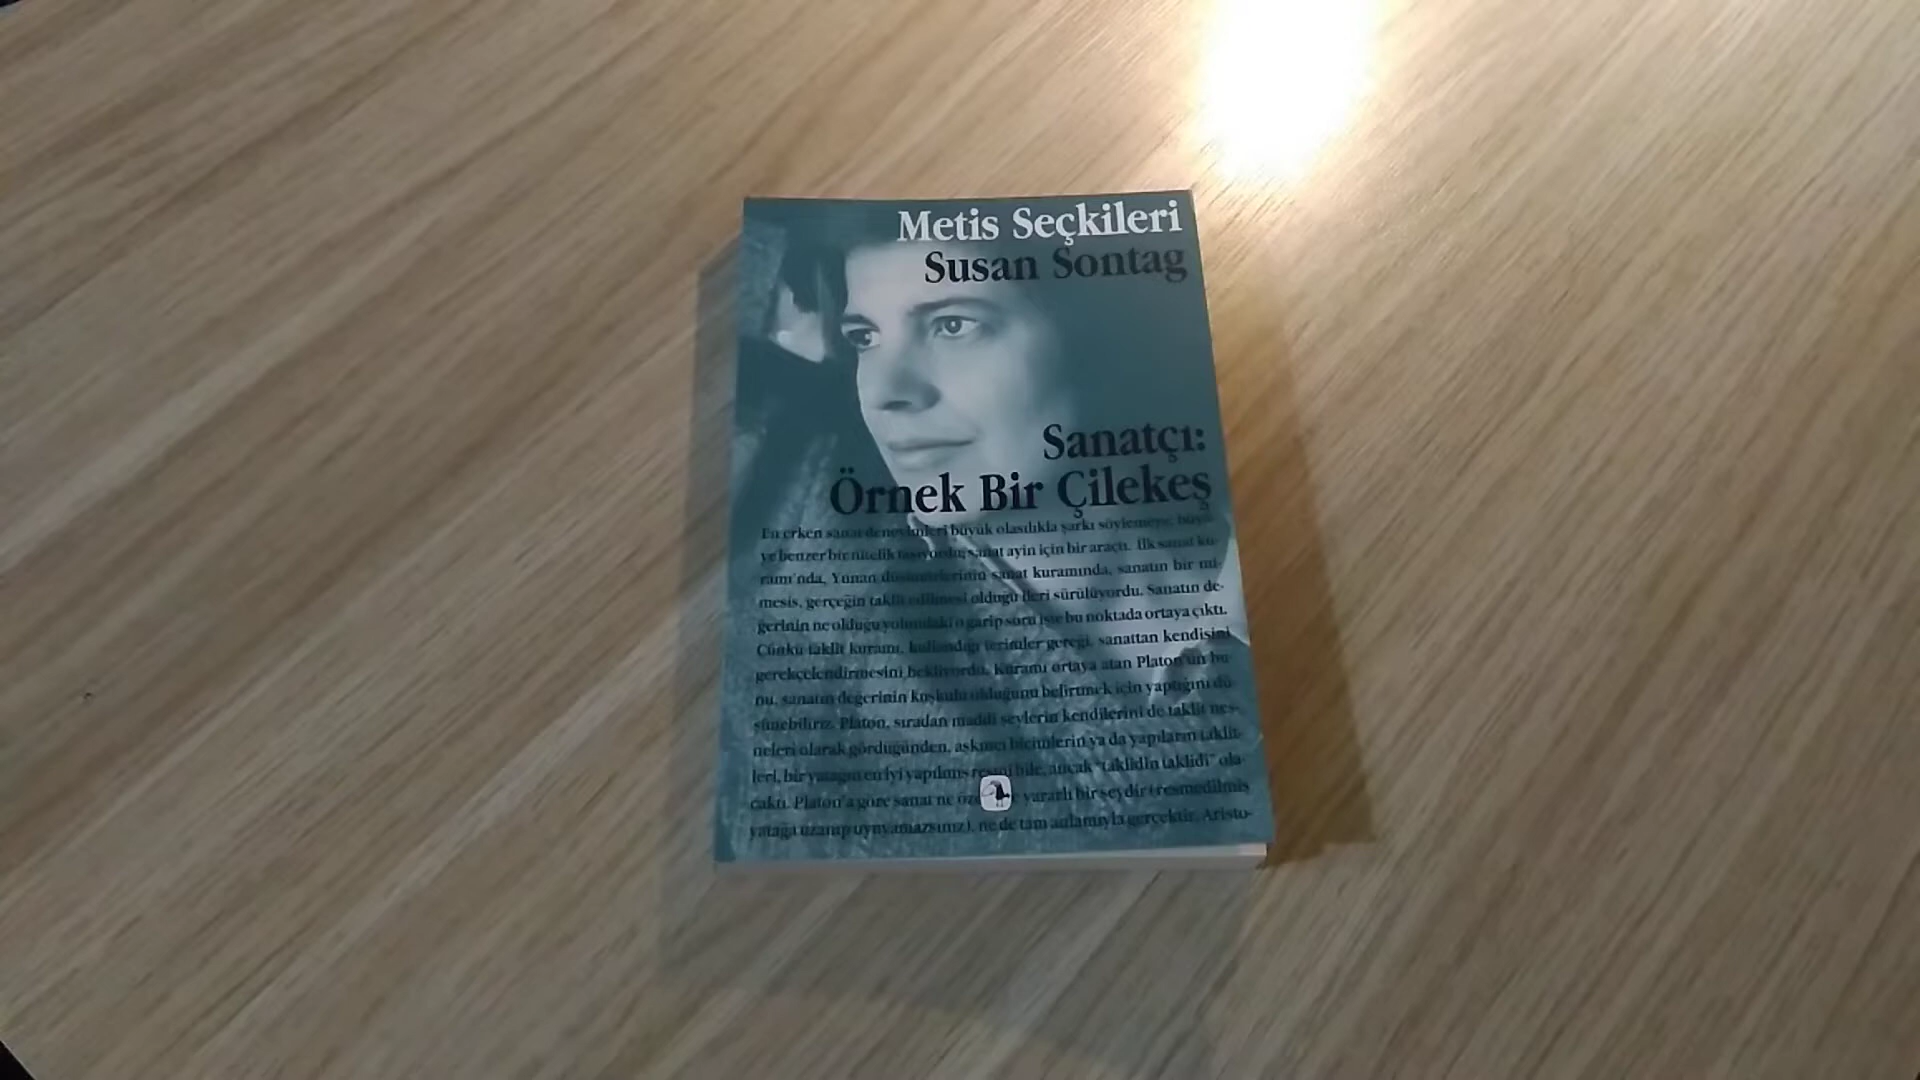 Metis Seçkileri
Susan Sontag
Sanatçı:
Örnek Bir Çilekeş
En erken sanat deneyimleri büyük olasılıkla şarkı söylemeye, büyü-
ye benzer bir nitelik taşıyordu; sanat ayin için bir araçtı. İlk sanat ku-
ramı'nda, Yunan düşünürlerinin sanat kuramında, sanatın bir mi-
mesis, gerçeğin taklit edilmesi olduğu ileri sürülüyordu. Sanatın de-
ğerinin ne olduğu yolundaki o garip soru işte bu noktada ortaya çıktı.
Çünkü taklit kuramı, kullandığı terimler gereği, sanattan kendisini
gerekçelendirmesini bekliyordu. Kuramı ortaya atan Platon'un bu-
nu, sanatın değerinin kuşkulu olduğunu belirtmek için yaptığını dü-
şünebiliriz. Platon, sıradan maddi şeylerin kendilerini de taklit nes-
neleri olarak gördüğünden, aşkıncı biçimlerin ya da yapıların taklit-
leri, bir yatağın en iyi yapılmış resmi bile, ancak "taklidin taklidi" ola-
caktı. Platon'a göre sanat ne yararlı bir şeydir (resmedilmiş
yatağa uzanıp uyuyamazsınız), ne de tam anlamıyla gerçektir. Aristo-